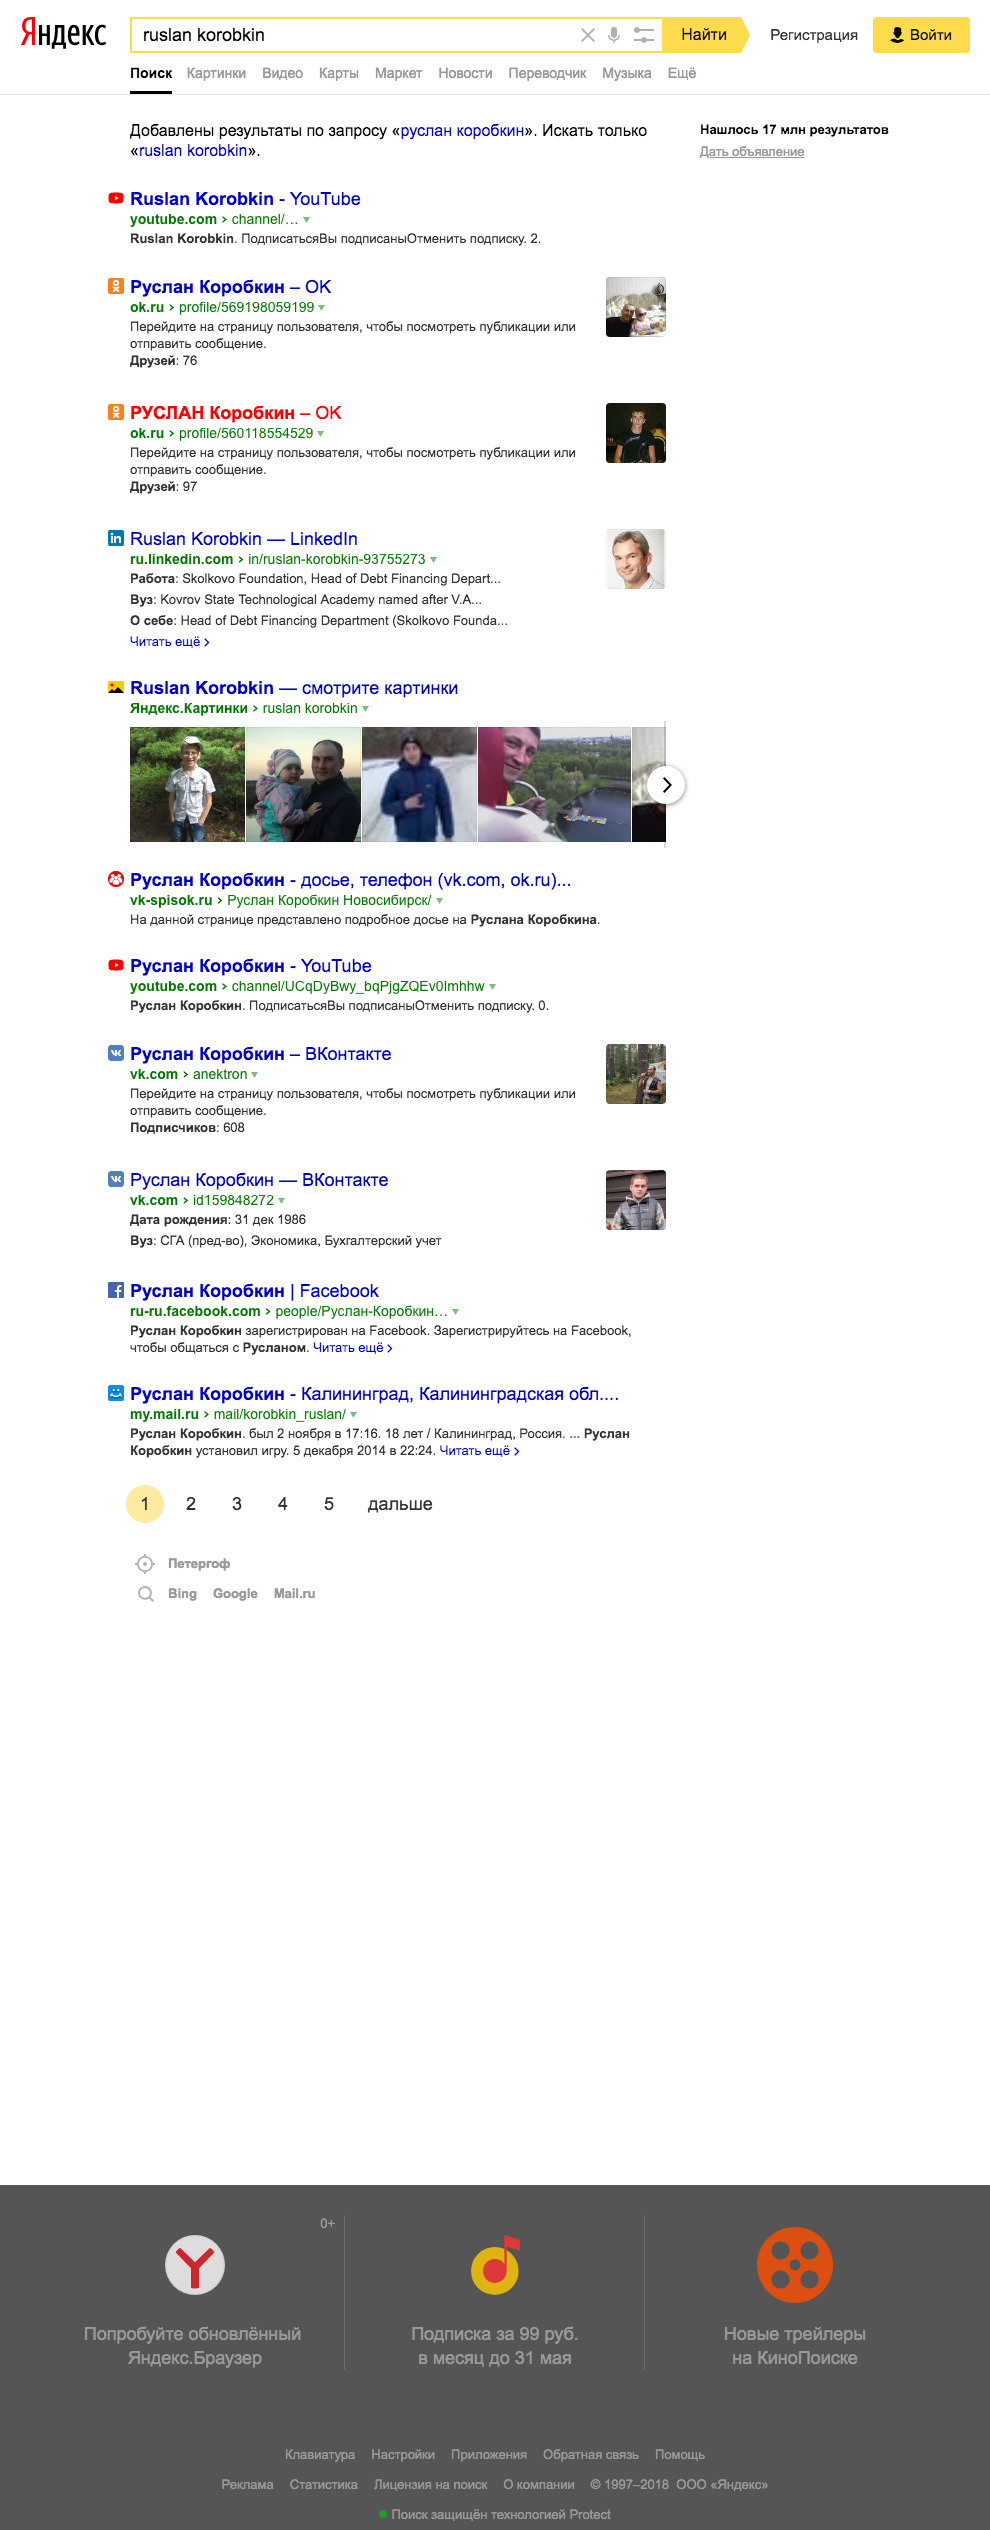 Яндекс
ruslan korobkin
Найти
Регистрация
Войти
Поиск Картинки Видео Карты Маркет Новости Переводчик Музыка Ещё
Добавлены результаты по запросу «руслан коробкин». Искать только
«ruslan korobkin».
Нашлось 17 млн результатов
Дать объявление
Ruslan Korobkin - YouTube
youtube.com › channel/…
Ruslan Korobkin. ПодписатьсяВы подписаныОтменить подписку. 2.
Руслан Коробкин – OK
ok.ru › profile/569198059199
Перейдите на страницу пользователя, чтобы посмотреть публикации или
отправить сообщение.
Друзей: 76
РУСЛАН Коробкин – OK
ok.ru › profile/560118554529
Перейдите на страницу пользователя, чтобы посмотреть публикации или
отправить сообщение.
Друзей: 97
Ruslan Korobkin — LinkedIn
ru.linkedin.com › in/ruslan-korobkin-93755273
Работа: Skolkovo Foundation, Head of Debt Financing Depart...
Вуз: Kovrov State Technological Academy named after V.A...
О себе: Head of Debt Financing Department (Skolkovo Founda...
Читать ещё ›
Ruslan Korobkin — смотрите картинки
Яндекс.Картинки › ruslan korobkin
Руслан Коробкин - досье, телефон (vk.com, ok.ru)...
vk-spisok.ru › Руслан Коробкин Новосибирск/
На данной странице представлено подробное досье на Руслана Коробкина.
Руслан Коробкин - YouTube
youtube.com › channel/UCqDyBwy_bqPjgZQEv0Imhhw
Руслан Коробкин. ПодписатьсяВы подписаныОтменить подписку. 0.
Руслан Коробкин – ВКонтакте
vk.com › anektron
Перейдите на страницу пользователя, чтобы посмотреть публикации или
отправить сообщение.
Подписчиков: 608
Руслан Коробкин — ВКонтакте
vk.com › id159848272
Дата рождения: 31 дек 1986
Вуз: СГА (пред-во), Экономика, Бухгалтерский учет
Руслан Коробкин | Facebook
ru-ru.facebook.com › people/Руслан-Коробкин…
Руслан Коробкин зарегистрирован на Facebook. Зарегистрируйтесь на Facebook,
чтобы общаться с Русланом. Читать ещё ›
Руслан Коробкин - Калининград, Калининградская обл....
my.mail.ru › mail/korobkin_ruslan/
Руслан Коробкин. был 2 ноября в 17:16. 18 лет / Калининград, Россия. ... Руслан
Коробкин установил игру. 5 декабря 2014 в 22:24. Читать ещё ›
1 2 3 4 5 дальше
Петергоф
Bing Google Mail.ru
0+
Попробуйте обновлённый
Яндекс.Браузер
Подписка за 99 руб.
в месяц до 31 мая
Новые трейлеры
на КиноПоиске
Клавиатура Настройки Приложения Обратная связь Помощь
Реклама Статистика Лицензия на поиск О компании © 1997–2018 ООО «Яндекс»
Поиск защищён технологией Protect